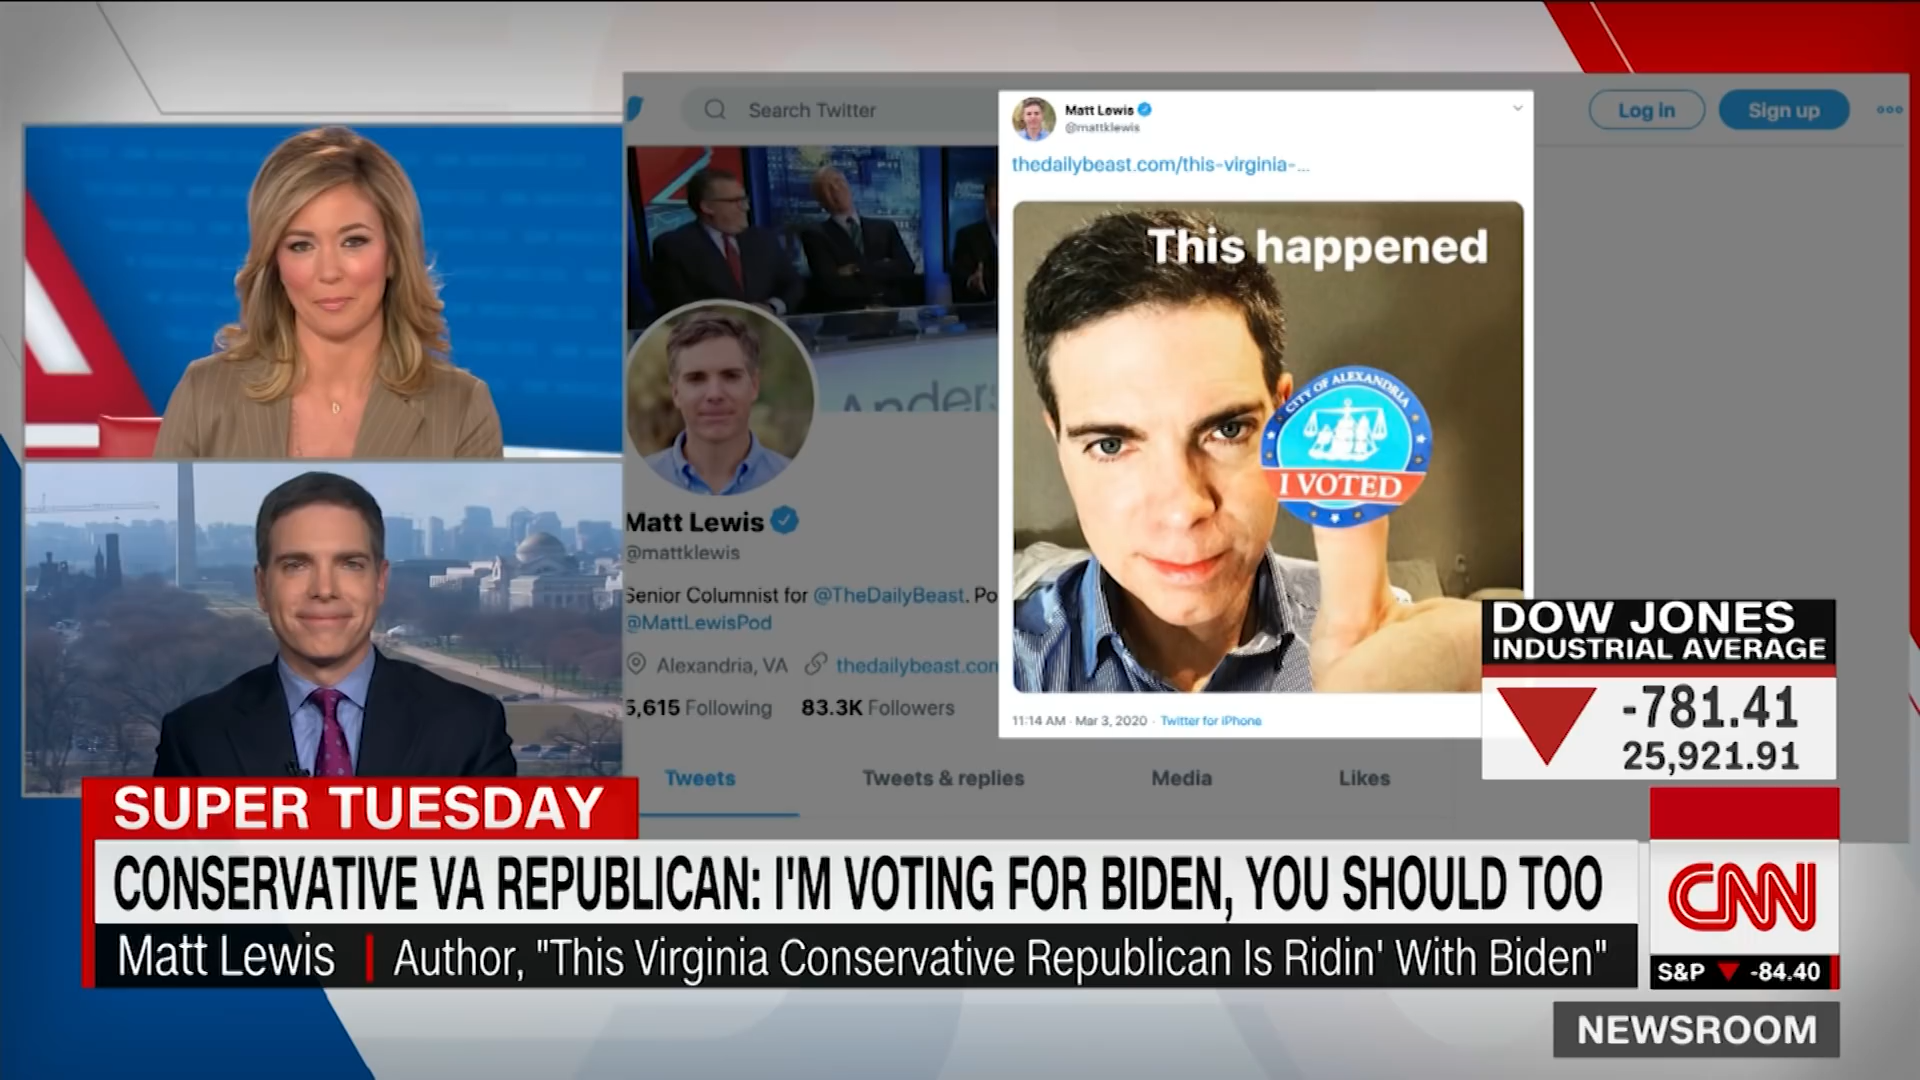 Search Twitter
Log in
Sign up
Matt Lewis
@mattklewis
thedailybeast.com/this-virginia-...
This happened
CITY OF ALEXANDRIA
I VOTED
11:14 AM · Mar 3, 2020 · Twitter for iPhone
Anders
Matt Lewis
@mattklewis
Senior Columnist for @TheDailyBeast. Po
@MattLewisPod
Alexandria, VA thedailybeast.com
5,615 Following 83.3K Followers
Tweets Tweets & replies Media Likes
DOW JONES
INDUSTRIAL AVERAGE
-781.41
25,921.91
SUPER TUESDAY
CONSERVATIVE VA REPUBLICAN: I'M VOTING FOR BIDEN, YOU SHOULD TOO
Matt Lewis | Author, "This Virginia Conservative Republican Is Ridin' With Biden"
CNN
S&P -84.40
NEWSROOM